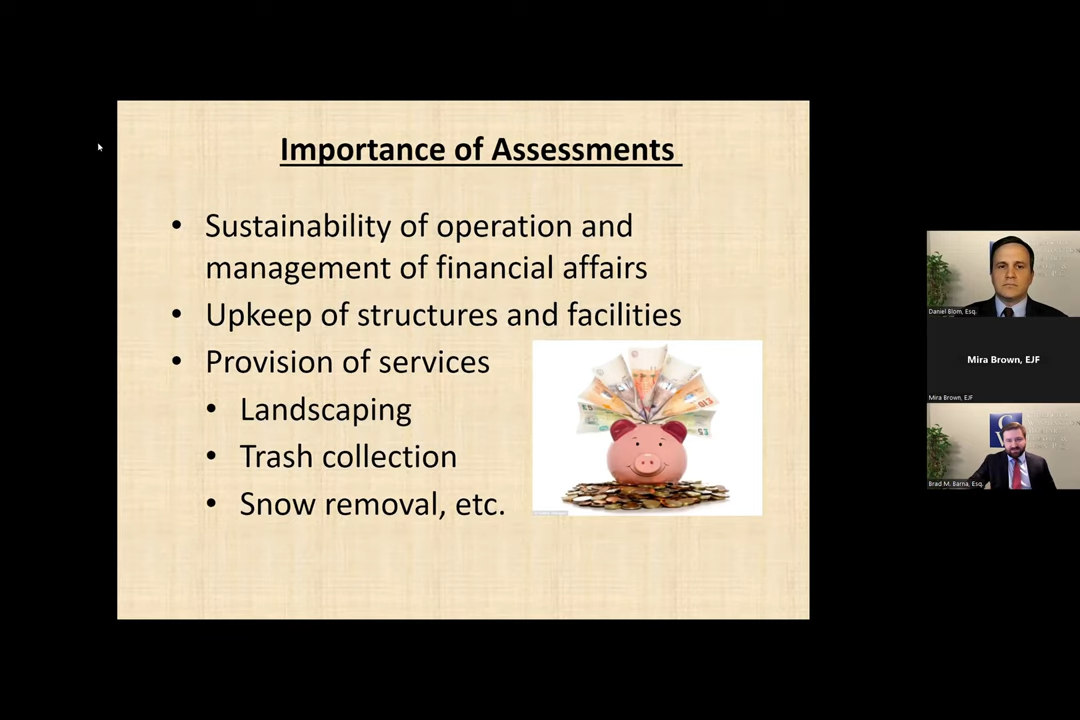 Importance of Assessments
• Sustainability of operation and
management of financial affairs
• Upkeep of structures and facilities
• Provision of services
• Landscaping
• Trash collection
• Snow removal, etc.
Daniel Blom, Esq.
Mira Brown, EJF
Mira Brown, EJF
Brad M. Barna, Esq.